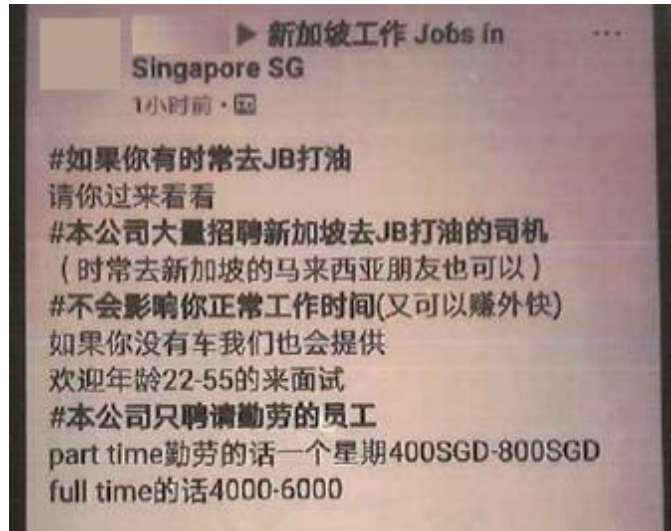 ▶ 新加坡工作 Jobs in
Singapore SG
1小时前 ·
#如果你有时常去JB打油
请你过来看看
#本公司大量招聘新加坡去JB打油的司机
（时常去新加坡的马来西亚朋友也可以）
#不会影响你正常工作时间(又可以赚外快)
如果你没有车我们也会提供
欢迎年龄22-55的来面试
#本公司只聘请勤劳的员工
part time勤劳的话一个星期400SGD-800SGD
full time的话4000-6000